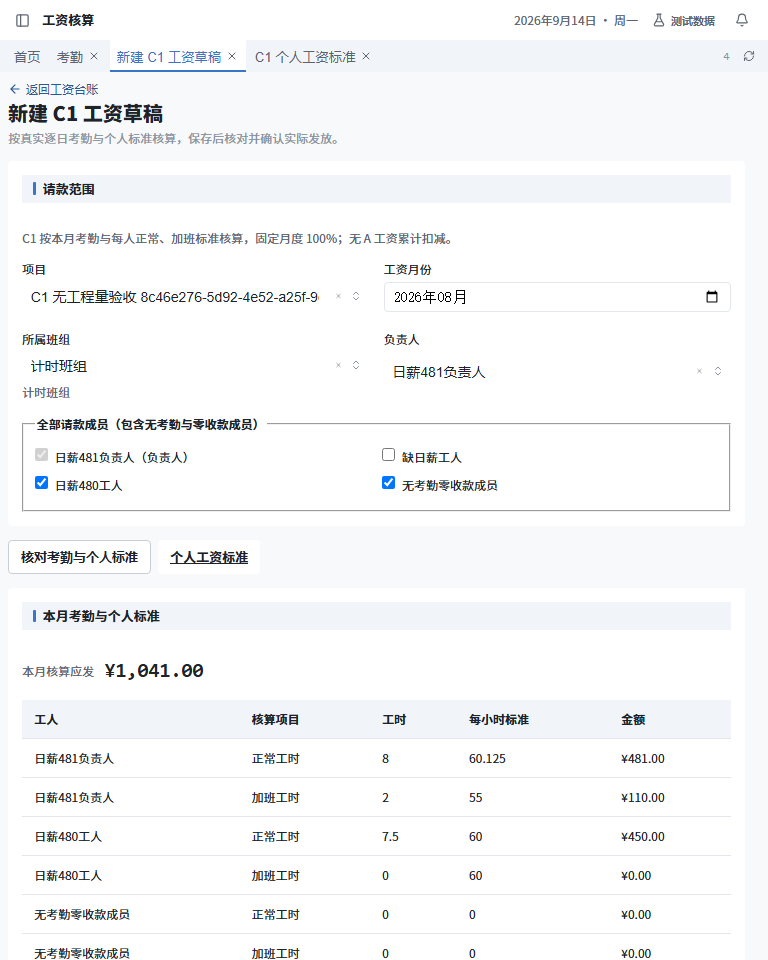 工资核算
2026年9月14日 • 周一 测试数据
首页 考勤 × 新建 C1 工资草稿 × C1 个人工资标准 × 4
← 返回工资台账
新建 C1 工资草稿
按真实逐日考勤与个人标准核算，保存后核对并确认实际发放。
请款范围
C1 按本月考勤与每人正常、加班标准核算，固定月度 100%；无 A 工资累计扣减。
项目 工资月份
C1 无工程量验收 8c46e276-5d92-4e52-a25f-9 × 2026年08月
所属班组 负责人
计时班组 × 日薪481负责人 ×
计时班组
全部请款成员（包含无考勤与零收款成员）
日薪481负责人（负责人） 缺日薪工人
日薪480工人 无考勤零收款成员
核对考勤与个人标准 个人工资标准
本月考勤与个人标准
本月核算应发 ¥1,041.00
工人 核算项目 工时 每小时标准 金额
日薪481负责人 正常工时 8 60.125 ¥481.00
日薪481负责人 加班工时 2 55 ¥110.00
日薪480工人 正常工时 7.5 60 ¥450.00
日薪480工人 加班工时 0 60 ¥0.00
无考勤零收款成员 正常工时 0 0 ¥0.00
无考勤零收款成员 加班工时 0 0 ¥0.00